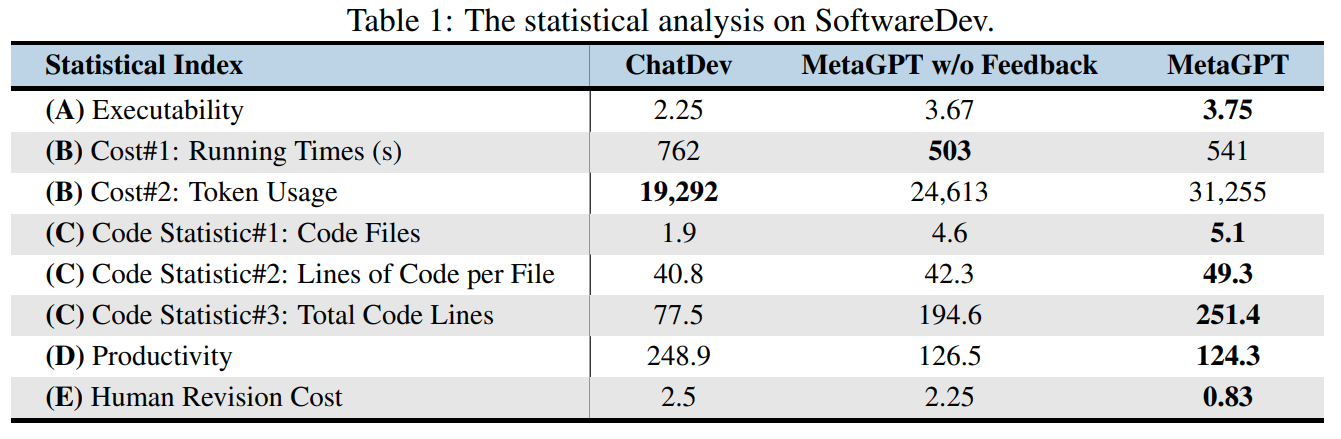 Table 1: The statistical analysis on SoftwareDev.
Statistical Index ChatDev MetaGPT w/o Feedback MetaGPT
(A) Executability 2.25 3.67 3.75
(B) Cost#1: Running Times (s) 762 503 541
(B) Cost#2: Token Usage 19,292 24,613 31,255
(C) Code Statistic#1: Code Files 1.9 4.6 5.1
(C) Code Statistic#2: Lines of Code per File 40.8 42.3 49.3
(C) Code Statistic#3: Total Code Lines 77.5 194.6 251.4
(D) Productivity 248.9 126.5 124.3
(E) Human Revision Cost 2.5 2.25 0.83